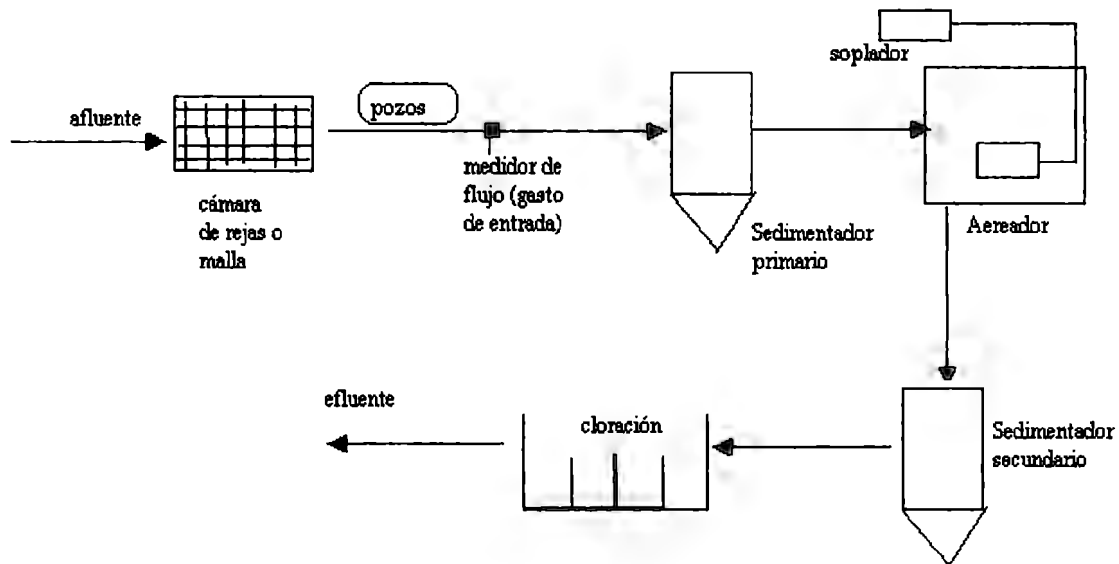 soplador
afluente
pozos
cámara
de rejas o
malla
medidor de
flujo (gasto
de entrada)
Sedimentador
primario
Aereador
efluente
cloración
Sedimentador
secundario